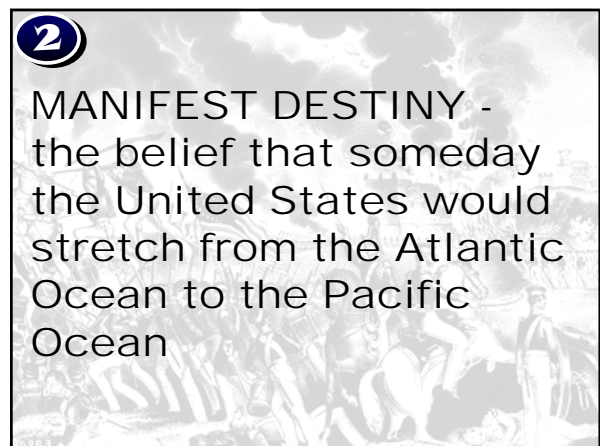 2
MANIFEST DESTINY -
the belief that someday
the United States would
stretch from the Atlantic
Ocean to the Pacific
Ocean